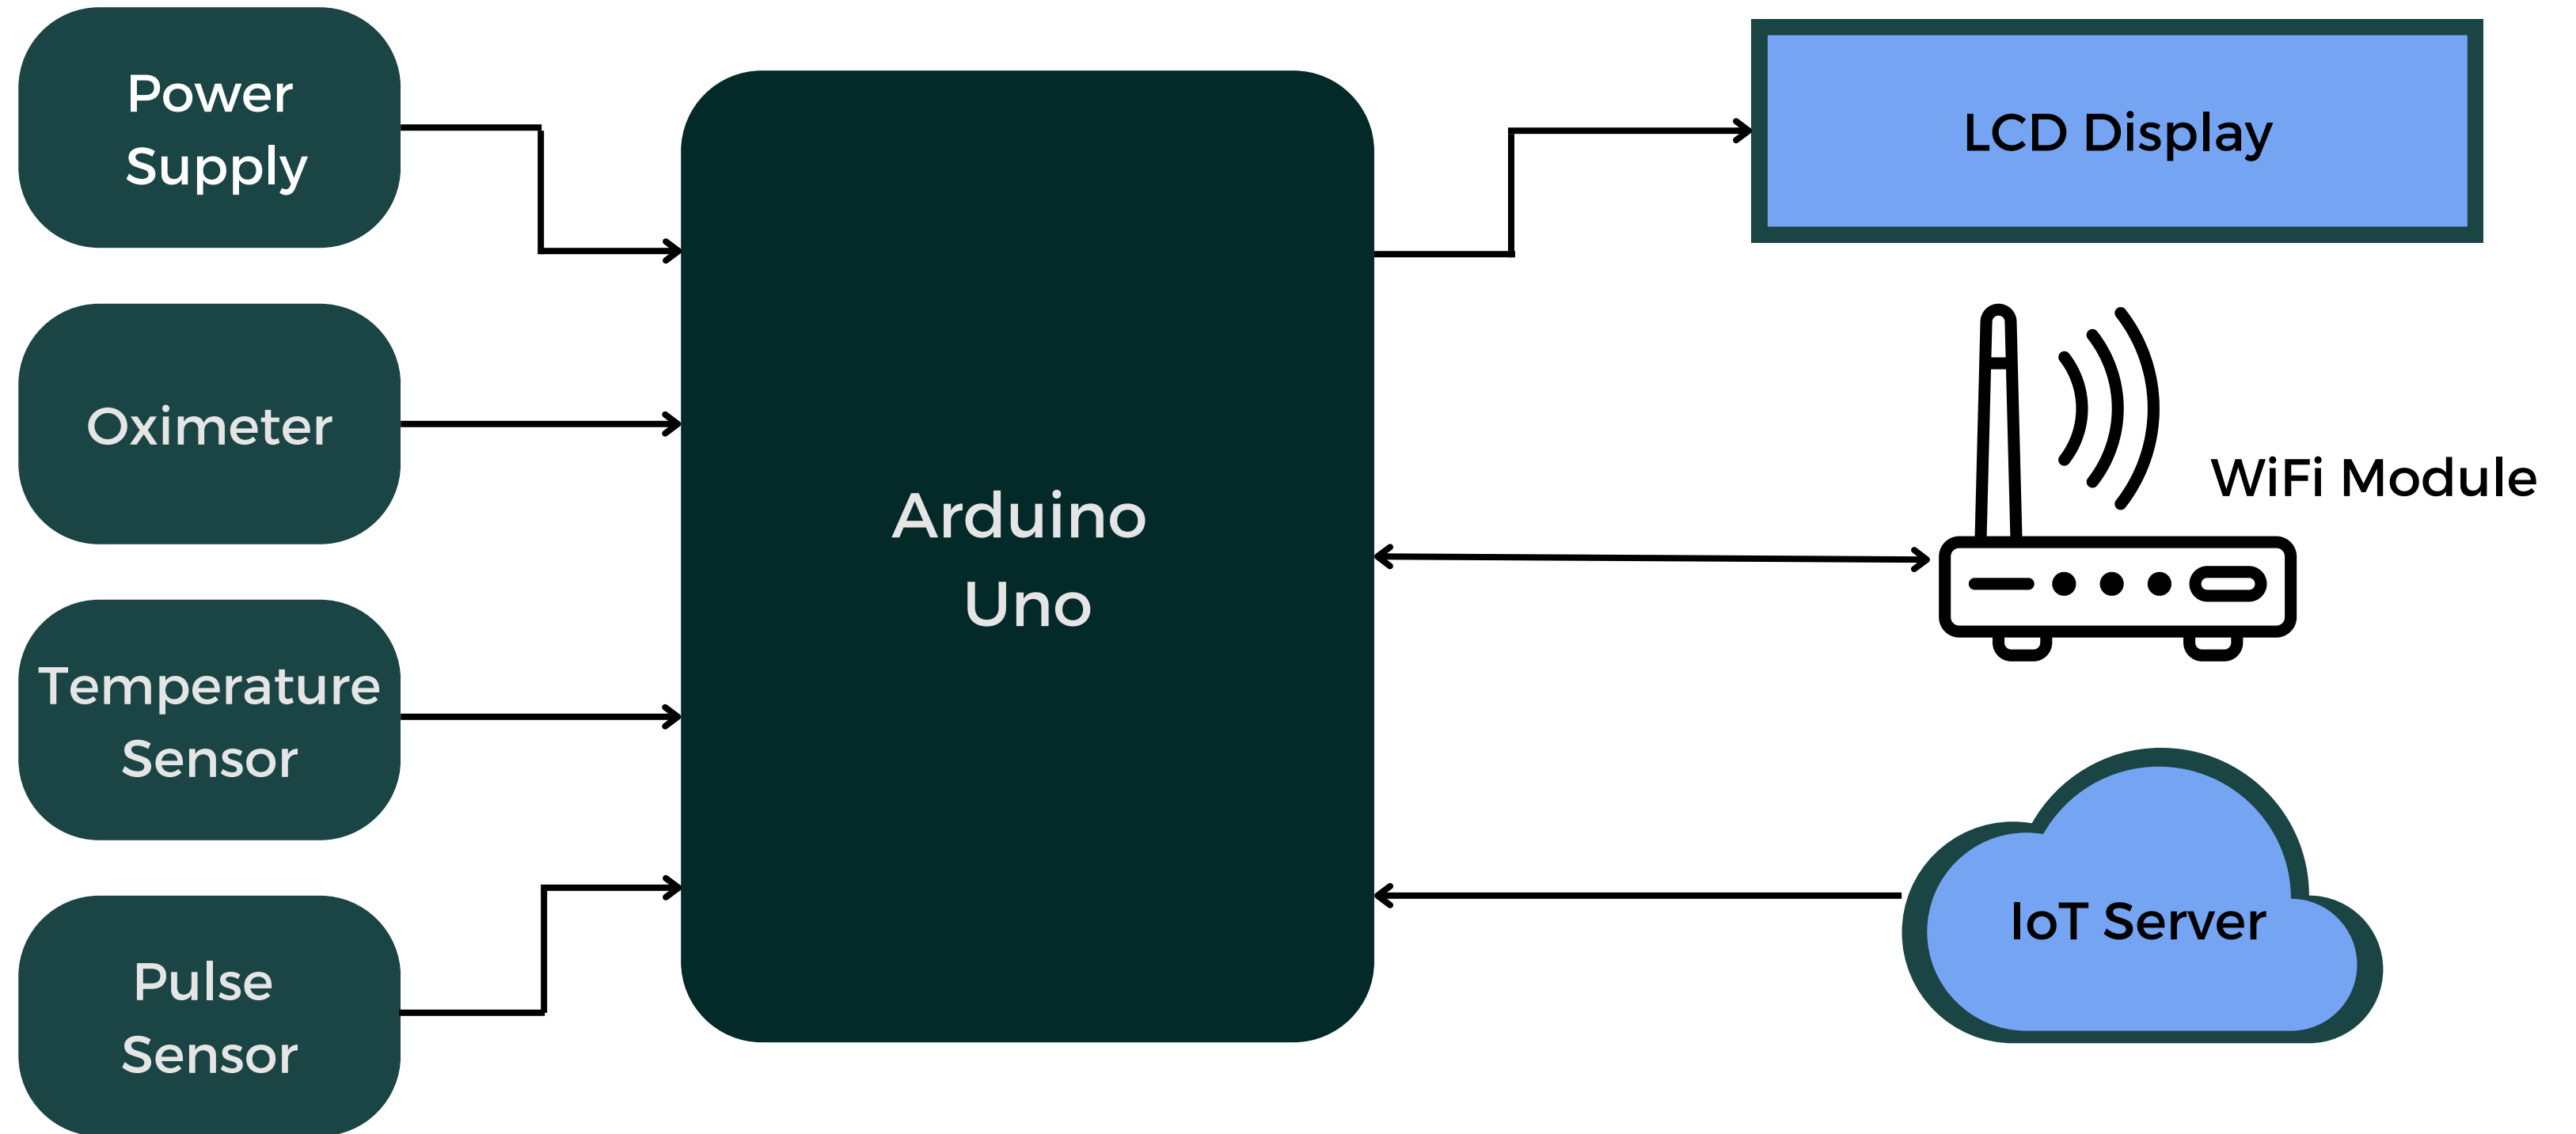 Power
Supply
Oximeter
Temperature
Sensor
Pulse
Sensor
Arduino
Uno
LCD Display
WiFi Module
IoT Server